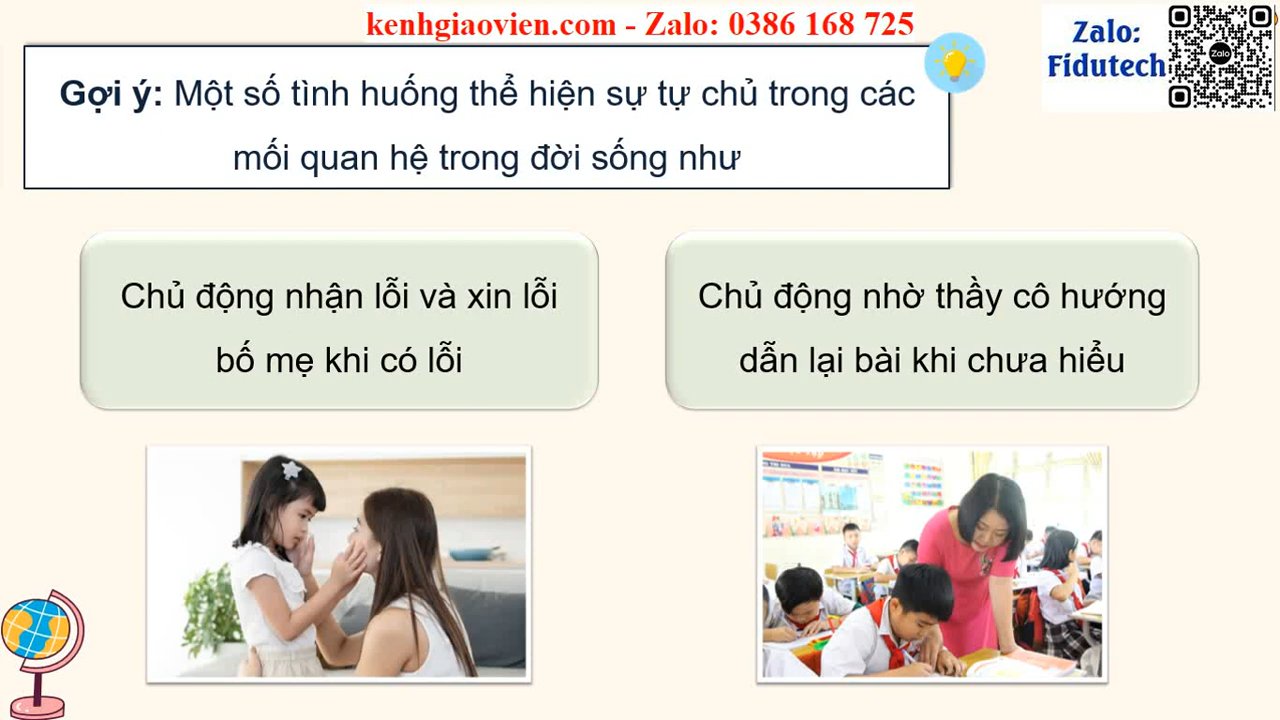 kenhgiaovien.com - Zalo: 0386 168 725
Zalo:
Fidutech
Zalo
Gợi ý: Một số tình huống thể hiện sự tự chủ trong các
mối quan hệ trong đời sống như
Chủ động nhận lỗi và xin lỗi
bố mẹ khi có lỗi
Chủ động nhờ thầy cô hướng
dẫn lại bài khi chưa hiểu